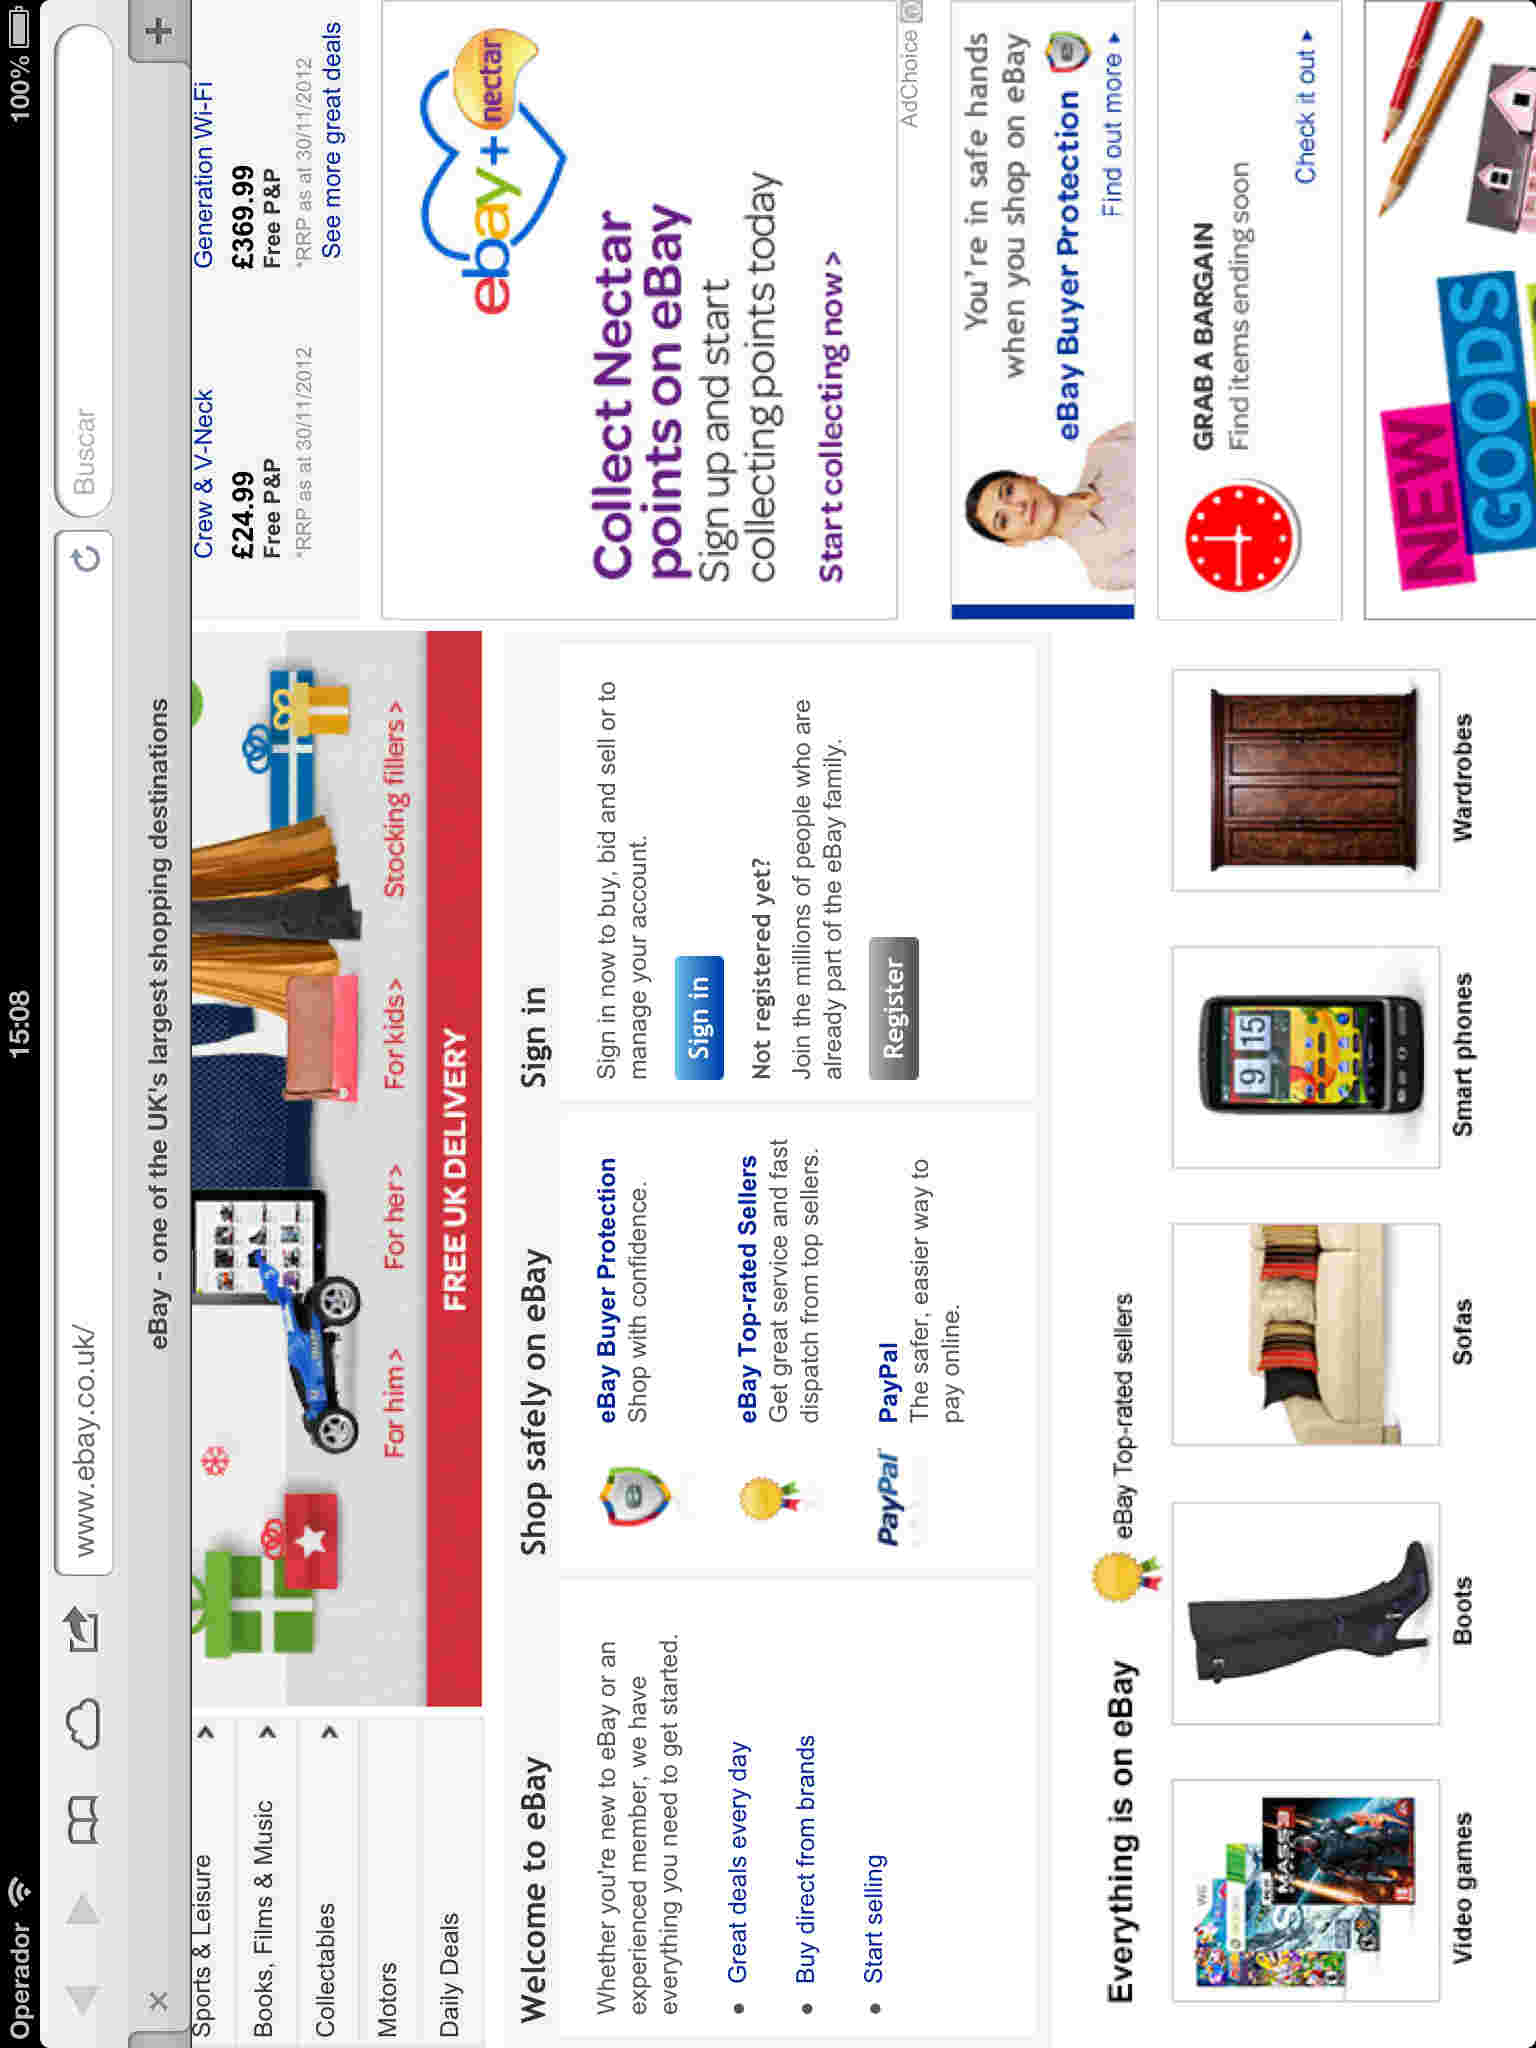 Operador
15:08
100%
www.ebay.co.uk/
Buscar
eBay - one of the UK's largest shopping destinations
Sports & Leisure >
Books, Films & Music >
Collectables >
Motors
Daily Deals
For him >
For her >
For kids >
Stocking fillers >
FREE UK DELIVERY
Crew & V-Neck
£24.99
Free P&P
*RRP as at 30/11/2012
Generation Wi-Fi
£369.99
Free P&P
*RRP as at 30/11/2012
See more great deals
Welcome to eBay
Whether you're new to eBay or an
experienced member, we have
everything you need to get started.
• Great deals every day
• Buy direct from brands
• Start selling
Shop safely on eBay
eBay Buyer Protection
Shop with confidence.
eBay Top-rated Sellers
Get great service and fast
dispatch from top sellers.
PayPal
PayPal
The safer, easier way to
pay online.
Sign in
Sign in now to buy, bid and sell or to
manage your account.
Sign in
Not registered yet?
Join the millions of people who are
already part of the eBay family.
Register
ebay + nectar
Collect Nectar
points on eBay
Sign up and start
collecting points today
Start collecting now >
AdChoice
You're in safe hands
when you shop on eBay
eBay Buyer Protection
Find out more
GRAB A BARGAIN
Find items ending soon
Check it out
NEW
GOODS
Everything is on eBay
eBay Top-rated sellers
MASS
9 15
Video games
Boots
Sofas
Smart phones
Wardrobes